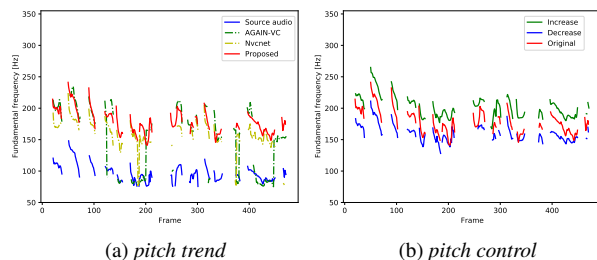 350
300
250
200
150
100
50
Fundamental frequency [Hz]
0
100
200
300
400
Frame
Source audio
AGAIN-VC
Nvcnet
Proposed
(a) pitch trend
350
300
250
200
150
100
50
Fundamental frequency [Hz]
0
100
200
300
400
Frame
Increase
Decrease
Original
(b) pitch control